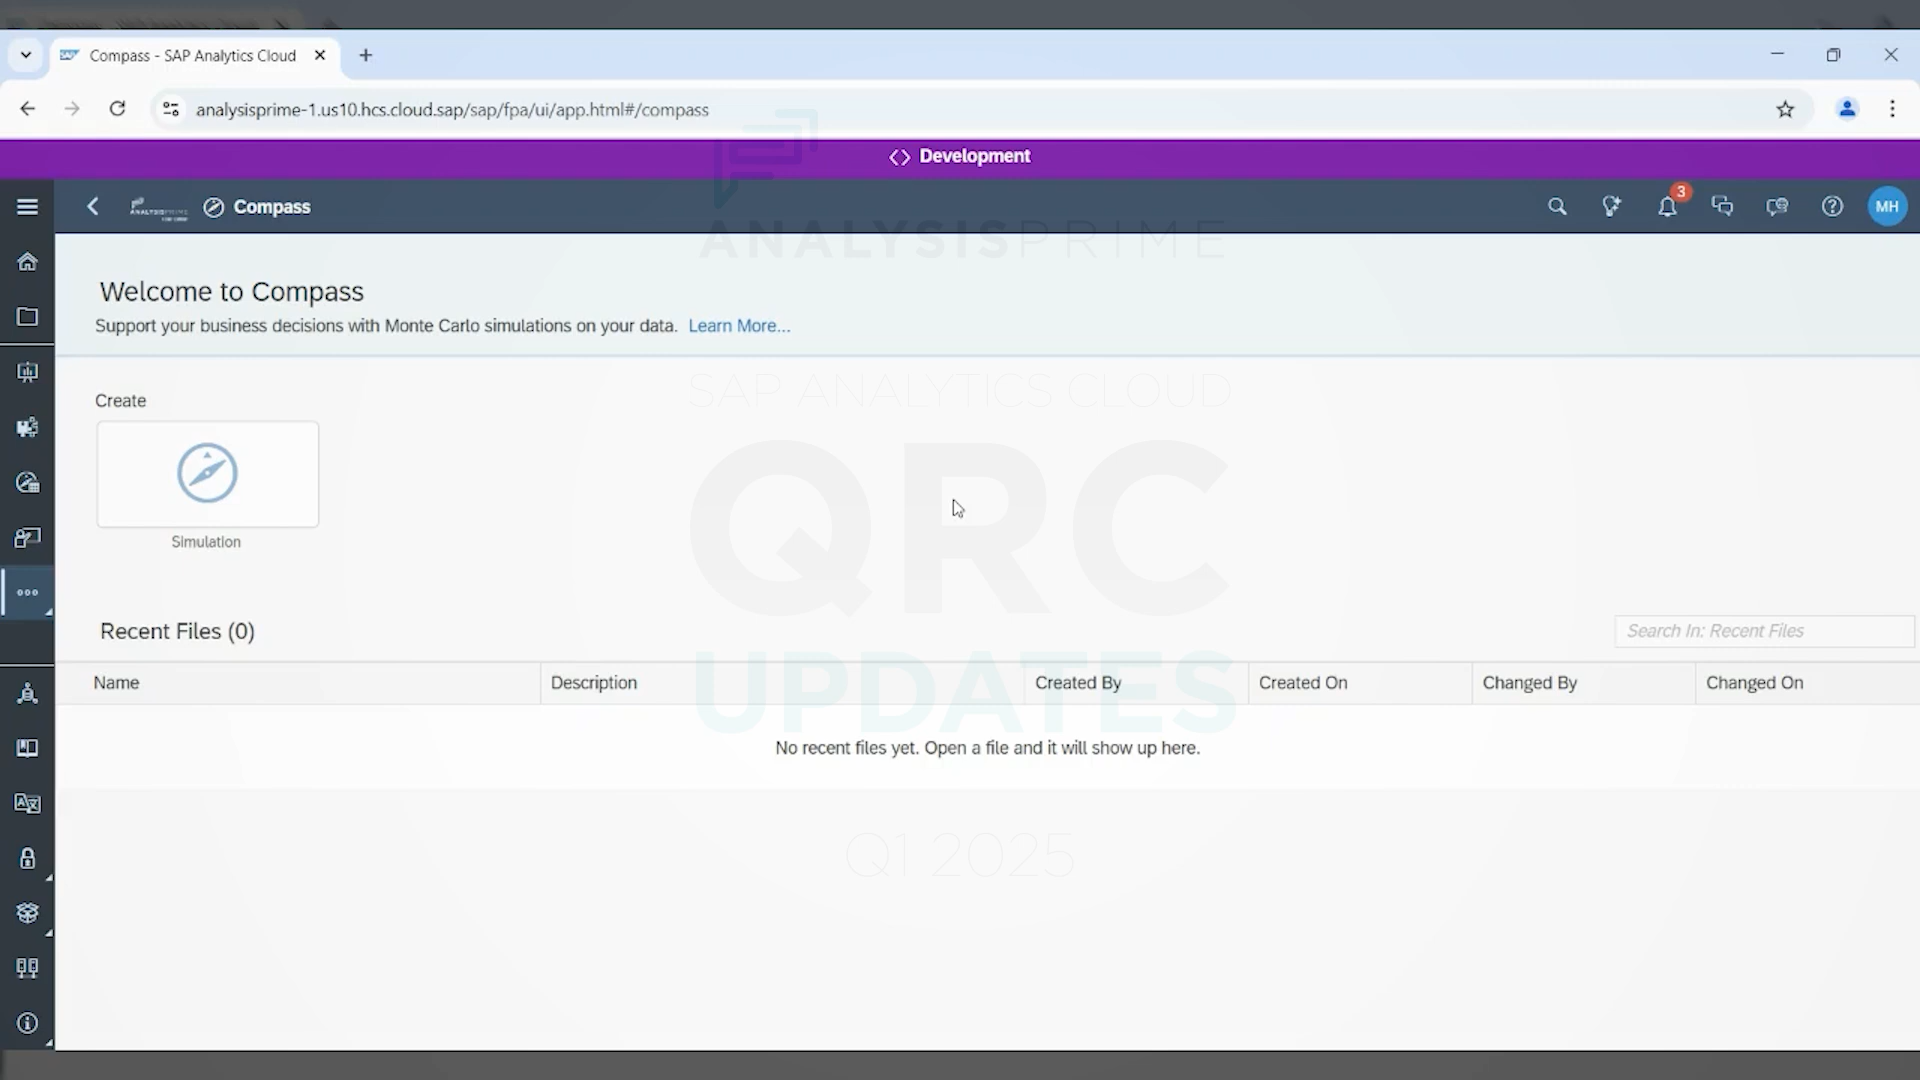 Compass - SAP Analytics Cloud
analysisprime-1.us10.hcs.cloud.sap/sap/fpa/ui/app.html#/compass
<> Development
ANALYSISPRIME
Compass
3
MH
ANALYSISPRIME
Welcome to Compass
Support your business decisions with Monte Carlo simulations on your data. Learn More...
SAP ANALYTICS CLOUD
Create
QRC
Simulation
Recent Files (0)
Search In: Recent Files
UPDATES
Name Description Created By Created On Changed By Changed On
No recent files yet. Open a file and it will show up here.
Q1 2025